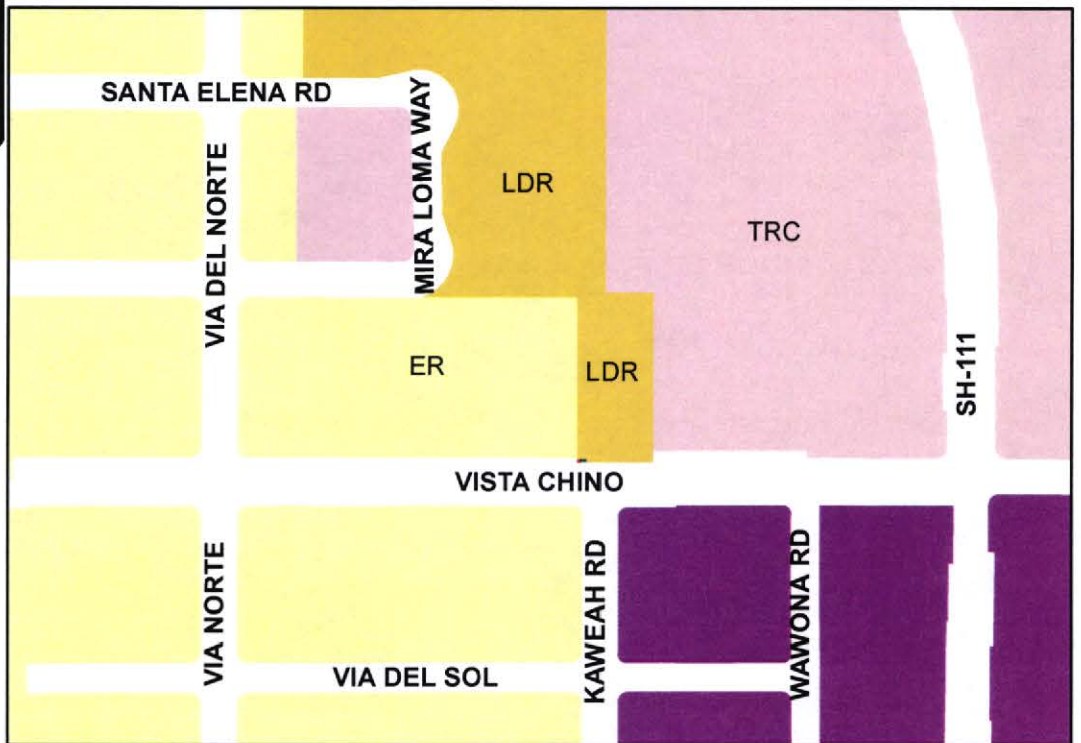 SANTA ELENA RD
MIRA LOMA WAY
VIA DEL NORTE
LDR
TRC
ER
LDR
SH-111
VISTA CHINO
VIA NORTE
KAWEAH RD
WAWONA RD
VIA DEL SOL